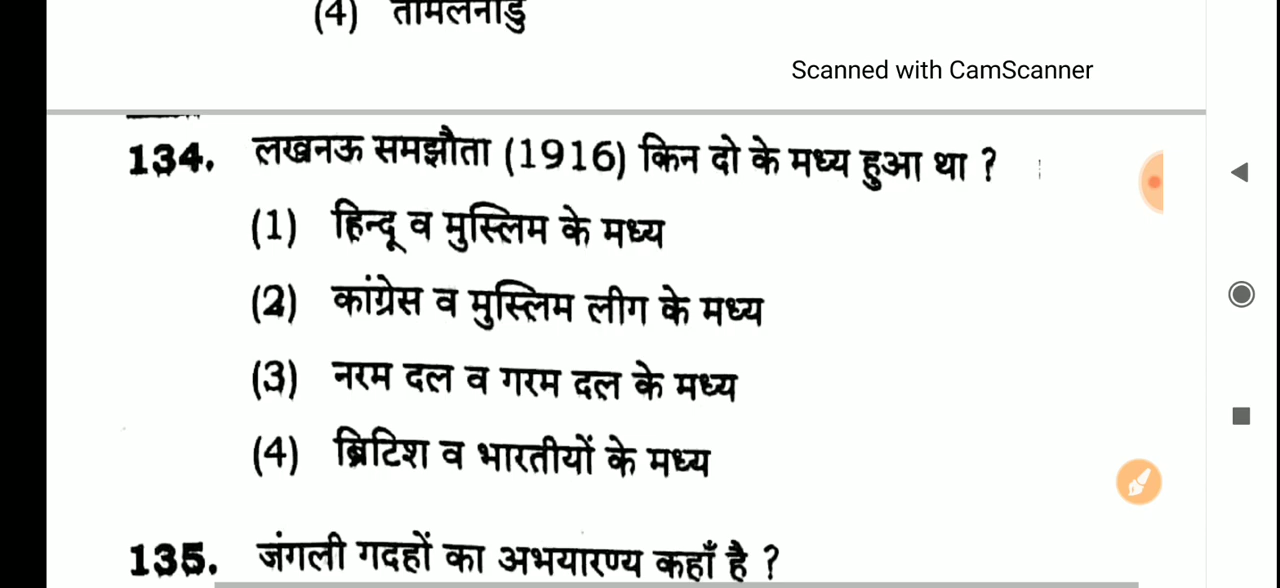 (4) तामिलनाडु
Scanned with CamScanner
134. लखनऊ समझौता (1916) किन दो के मध्य हुआ था ?
(1) हिन्दू व मुस्लिम के मध्य
(2) कांग्रेस व मुस्लिम लीग के मध्य
(3) नरम दल व गरम दल के मध्य
(4) ब्रिटिश व भारतीयों के मध्य
135. जंगली गदहों का अभयारण्य कहाँ है ?